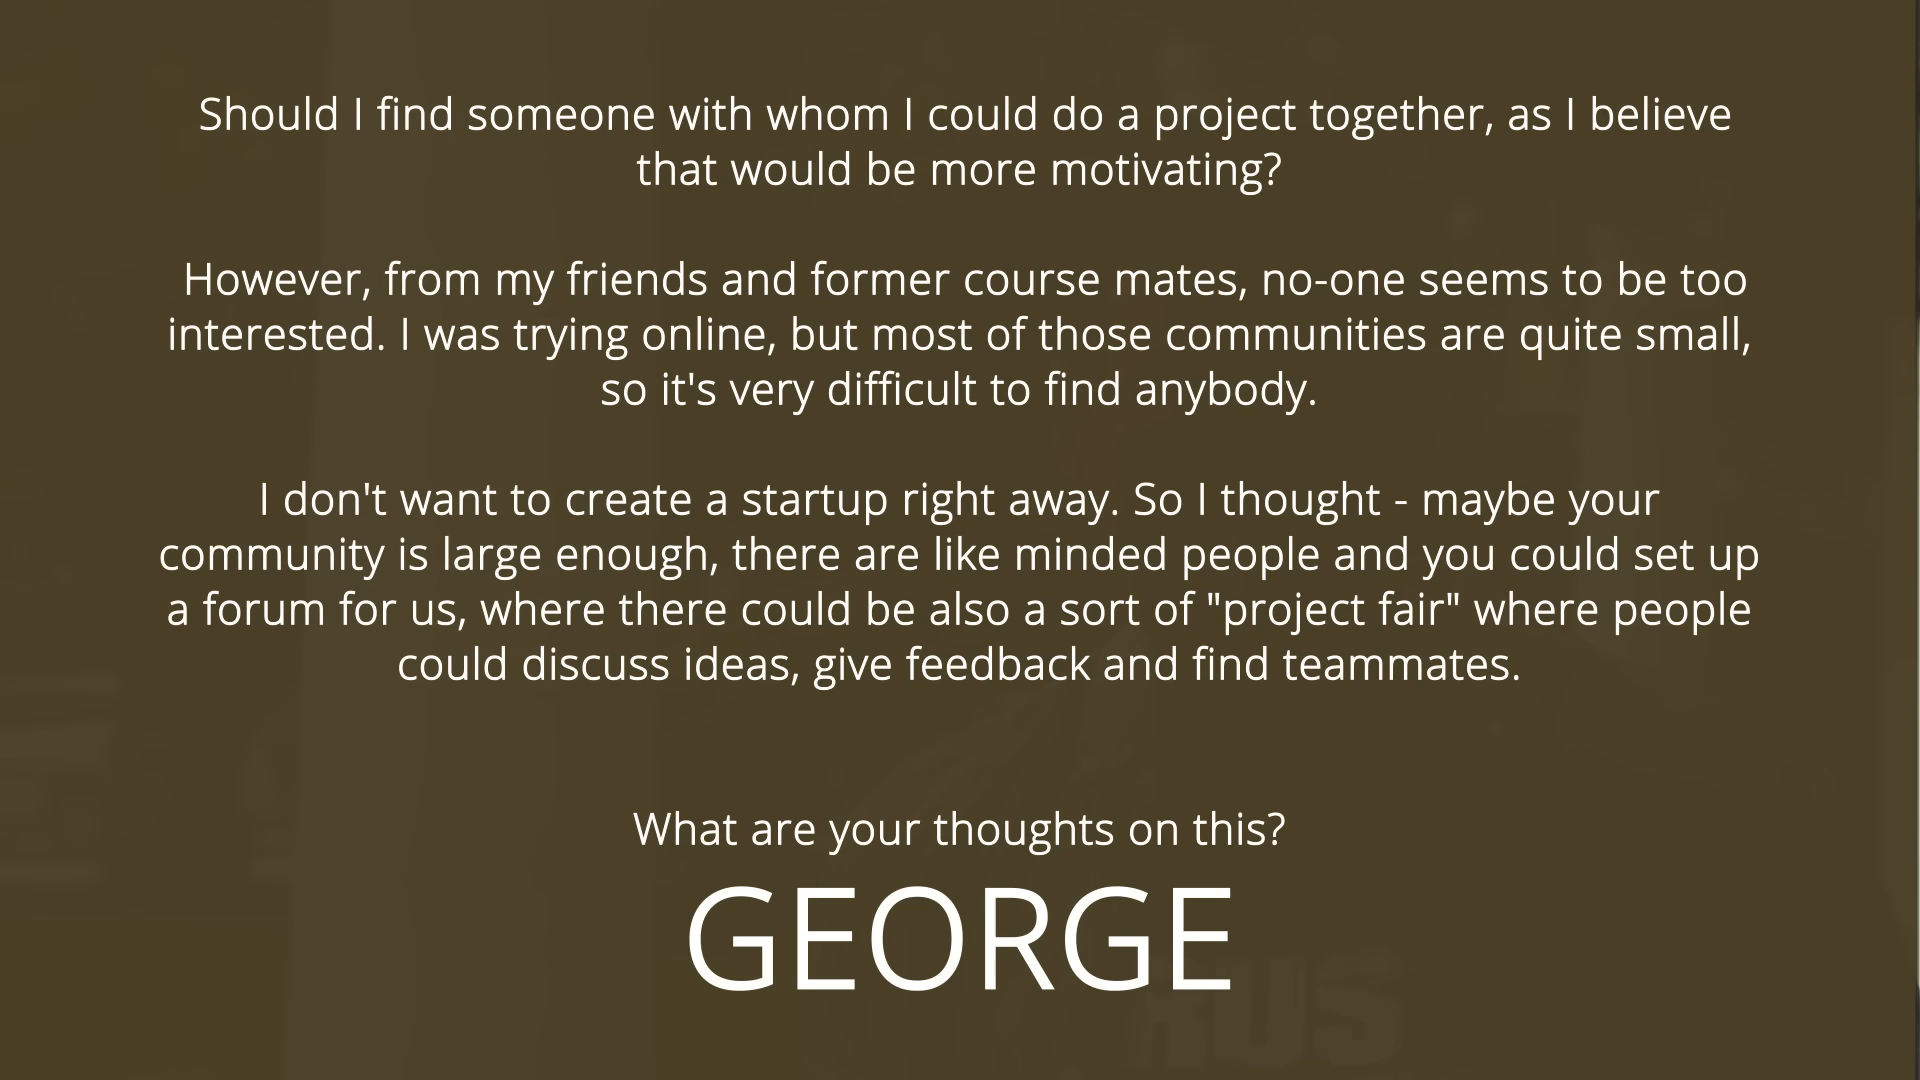 Should I find someone with whom I could do a project together, as I believe
that would be more motivating?
However, from my friends and former course mates, no-one seems to be too
interested. I was trying online, but most of those communities are quite small,
so it's very difficult to find anybody.
I don't want to create a startup right away. So I thought - maybe your
community is large enough, there are like minded people and you could set up
a forum for us, where there could be also a sort of "project fair" where people
could discuss ideas, give feedback and find teammates.
What are your thoughts on this?
GEORGE